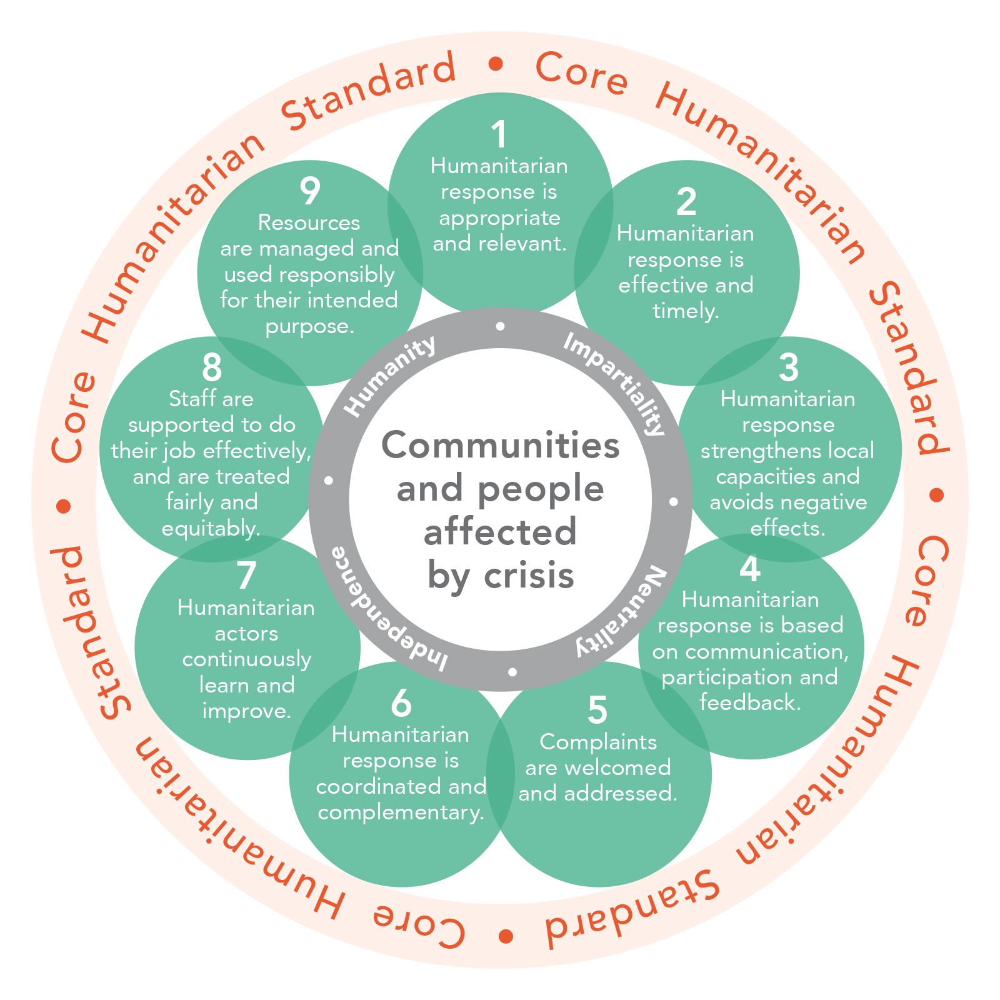 Core Humanitarian Standard • Core Humanitarian Standard • Core Humanitarian Standard • Core Humanitarian Standard •
1
Humanitarian
response is
appropriate
and relevant.
2
Humanitarian
response is
effective and
timely.
3
Humanitarian
response
strengthens local
capacities and
avoids negative
effects.
4
Humanitarian
response is based
on communication,
participation and
feedback.
5
Complaints
are welcomed
and addressed.
6
Humanitarian
response is
coordinated and
complementary.
7
Humanitarian
actors
continuously
learn and
improve.
8
Staff are
supported to do
their job effectively,
and are treated
fairly and
equitably.
9
Resources
are managed and
used responsibly
for their intended
purpose.
Humanity • Impartiality • Neutrality • Independence •
Communities
and people
affected
by crisis